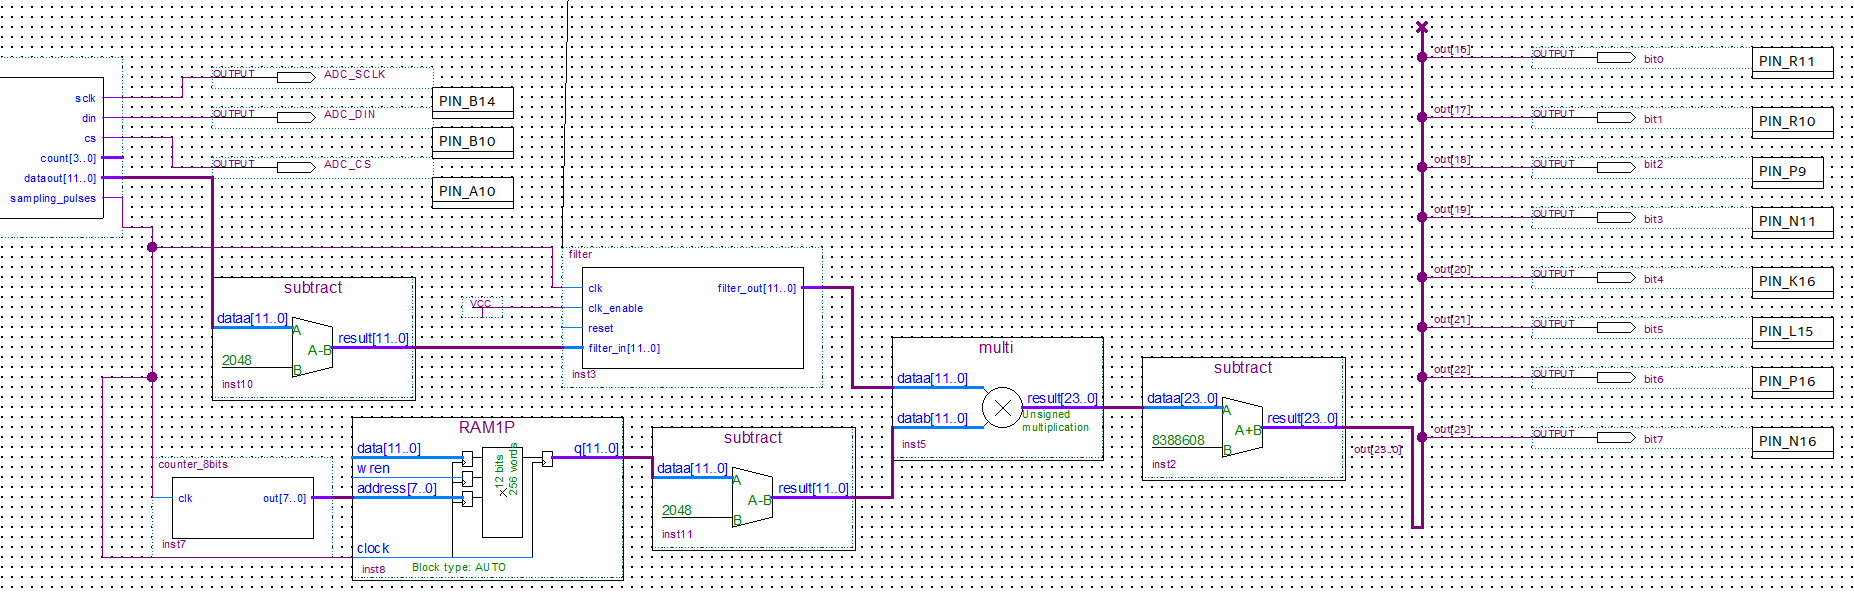 sclk
din
cs
count[3..0]
dataout[11..0]
sampling_pulses
OUTPUT
ADC_SCLK
PIN_B14
OUTPUT
ADC_DIN
PIN_B10
OUTPUT
ADC_CS
PIN_A10
subtract
dataa[11..0]
A
result[11..0]
A-B
2048
B
inst10
filter
clk
filter_out[11..0]
VCC
clk_enable
reset
filter_in[11..0]
inst3
counter_8bits
clk
out[7..0]
inst7
RAM1P
data[11..0]
wren
address[7..0]
12 bits
X
256 words
q[11..0]
clock
inst8
Block type: AUTO
subtract
dataa[11..0]
A
result[11..0]
A-B
2048
B
inst11
multi
dataa[11..0]
result[23..0]
datab[11..0]
Unsigned
multiplication
inst5
subtract
dataa[23..0]
A
result[23..0]
A+B
8388608
B
inst2
out[23..0]
out[16]
OUTPUT
bit0
PIN_R11
out[17]
OUTPUT
bit1
PIN_R10
out[18]
OUTPUT
bit2
PIN_P9
out[19]
OUTPUT
bit3
PIN_N11
out[20]
OUTPUT
bit4
PIN_K16
out[21]
OUTPUT
bit5
PIN_L15
out[22]
OUTPUT
bit6
PIN_P16
out[23]
OUTPUT
bit7
PIN_N16